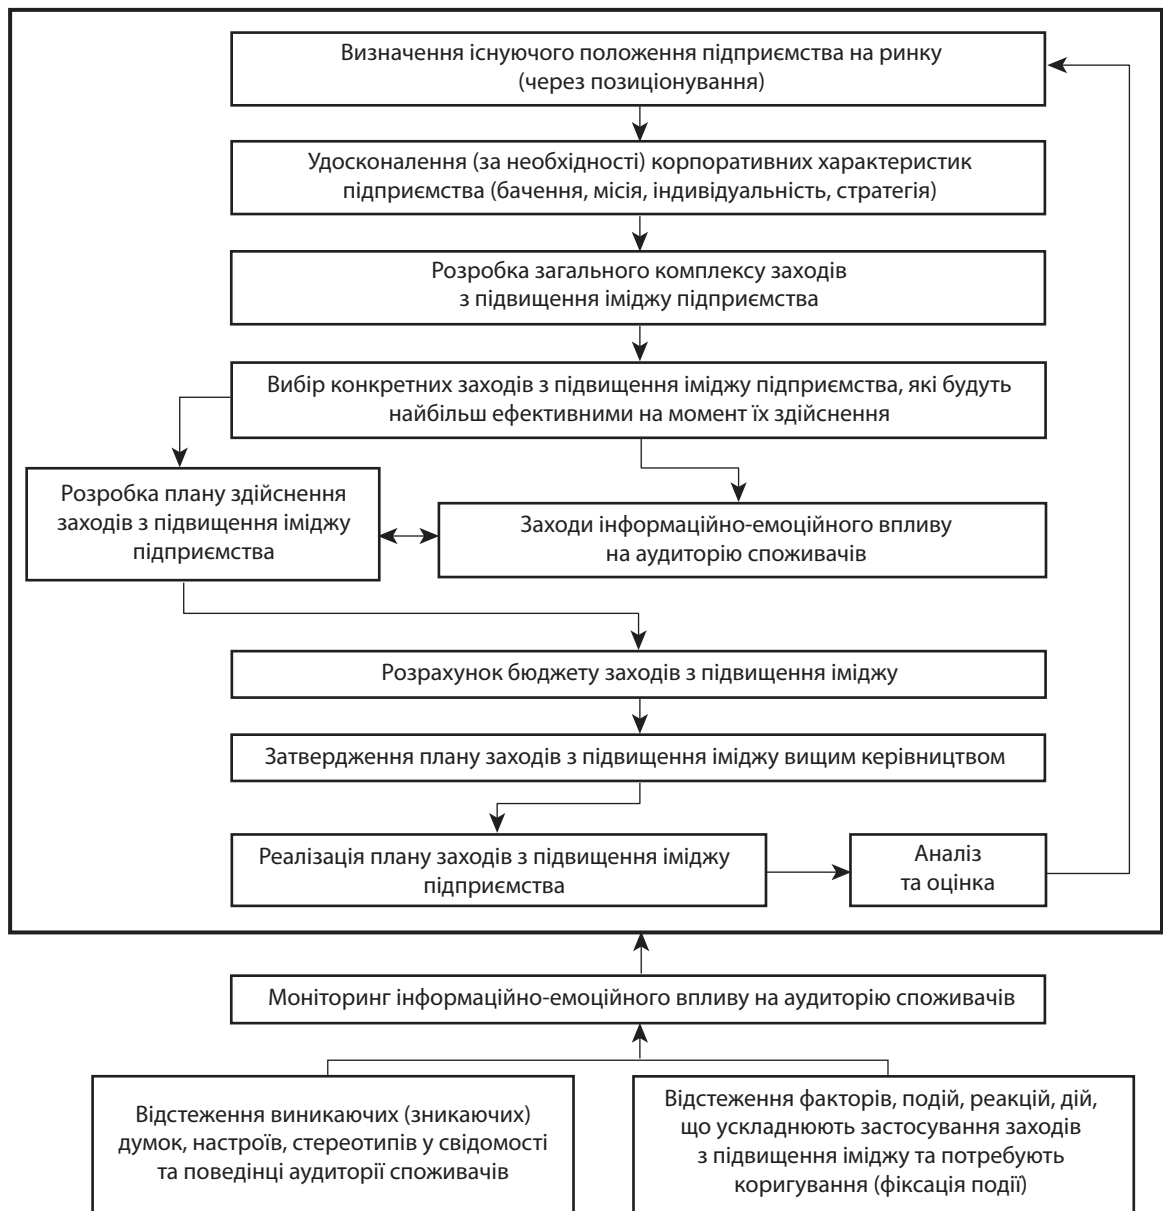 Визначення існуючого положення підприємства на ринку
(через позиціонування)
Удосконалення (за необхідності) корпоративних характеристик
підприємства (бачення, місія, індивідуальність, стратегія)
Розробка загального комплексу заходів
з підвищення іміджу підприємства
Вибір конкретних заходів з підвищення іміджу підприємства, які будуть
найбільш ефективними на момент їх здійснення
Розробка плану здійснення
заходів з підвищення іміджу
підприємства
Заходи інформаційно-емоційного впливу
на аудиторію споживачів
Розрахунок бюджету заходів з підвищення іміджу
Затвердження плану заходів з підвищення іміджу вищим керівництвом
Реалізація плану заходів з підвищення іміджу
підприємства
Аналіз
та оцінка
Моніторинг інформаційно-емоційного впливу на аудиторію споживачів
Відстеження виникаючих (зникаючих)
думок, настроїв, стереотипів у свідомості
та поведінці аудиторії споживачів
Відстеження факторів, подій, реакцій, дій,
що ускладнюють застосування заходів
з підвищення іміджу та потребують
коригування (фіксація події)